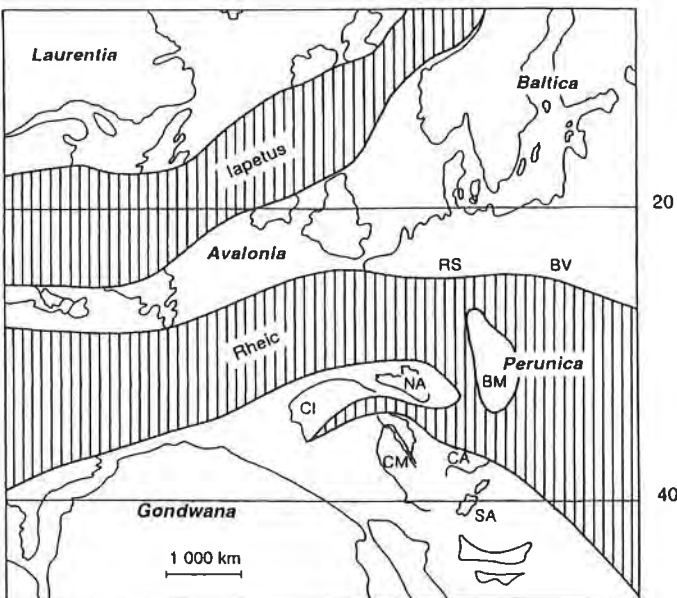 Laurentia
Baltica
Iapetus
20
Avalonia
RS
BV
Rheic
Perunica
NA
BM
CI
CM
CA
40
Gondwana
SA
1 000 km